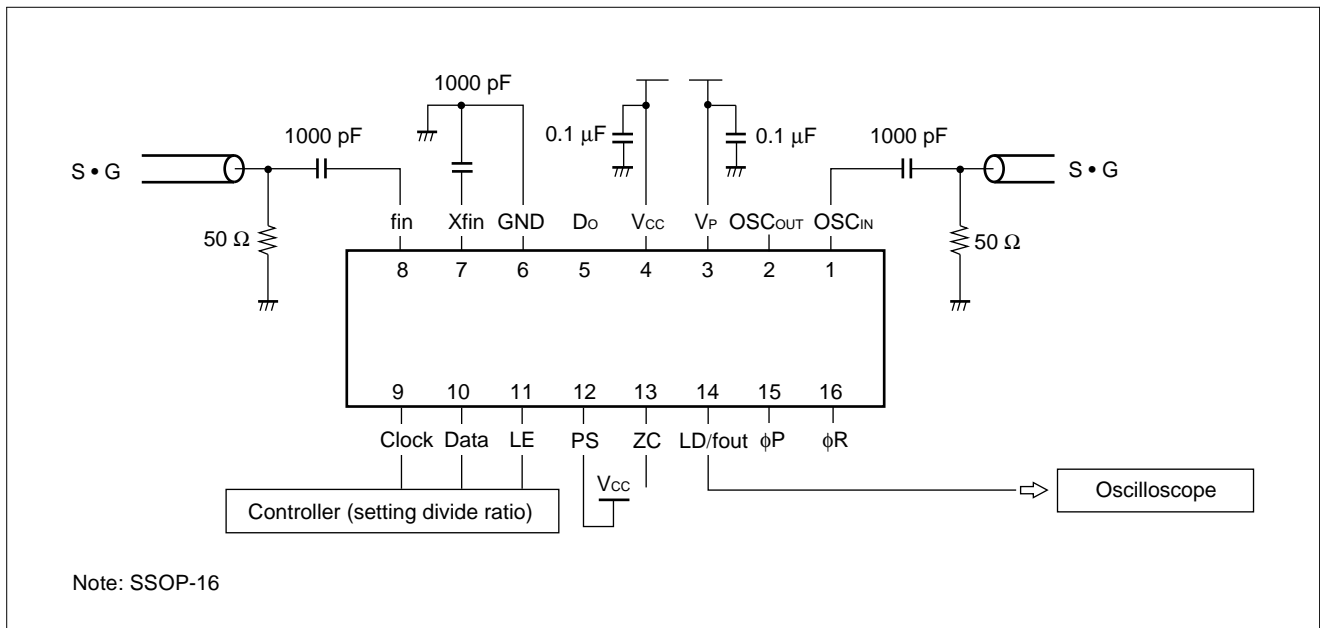 1000 pF
1000 pF
0.1 μF
0.1 μF
1000 pF
S • G
S • G
50 Ω
50 Ω
fin Xfin GND DO VCC VP OSCOUT OSCIN
8 7 6 5 4 3 2 1
9 10 11 12 13 14 15 16
Clock Data LE PS ZC LD/fout ϕP ϕR
VCC
Controller (setting divide ratio)
Oscilloscope
Note: SSOP-16